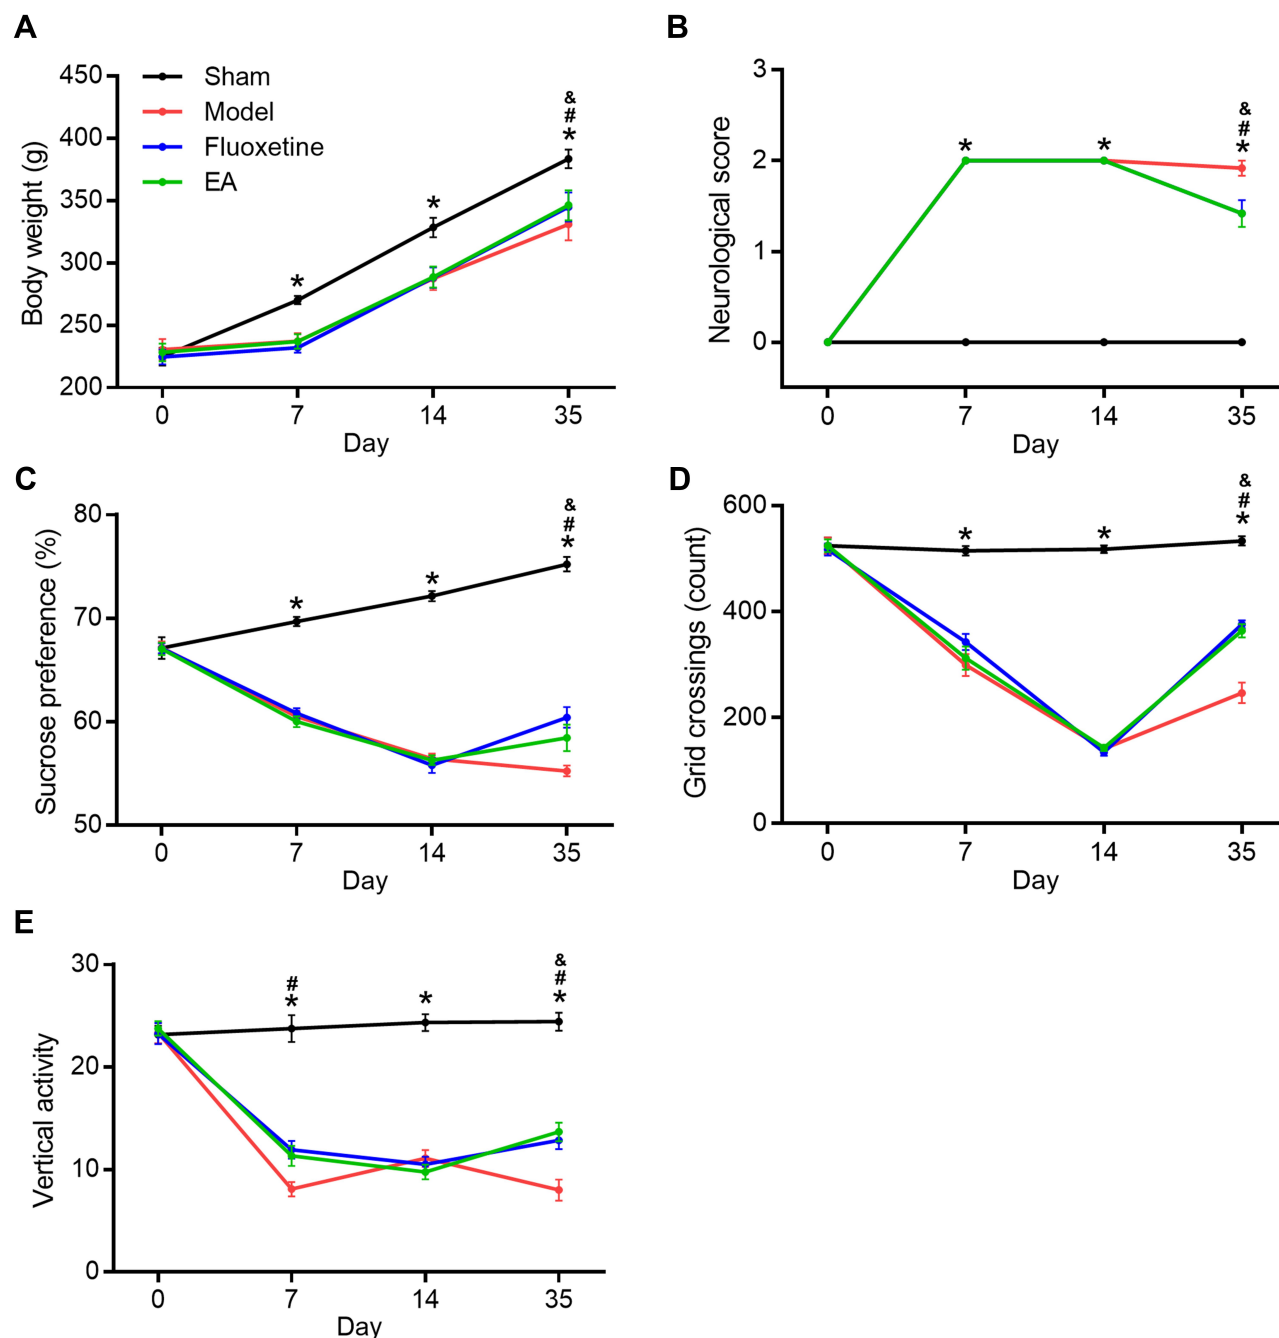 A
450
400
350
300
250
200
Body weight (g)
Sham
Model
Fluoxetine
EA
*
*
&
#
*
0 7 14 35
Day
B
3
2
1
0
Neurological score
*
*
&
#
*
0 7 14 35
Day
C
80
70
60
50
Sucrose preference (%)
*
*
&
#
*
0 7 14 35
Day
D
600
400
200
0
Grid crossings (count)
*
*
&
#
*
0 7 14 35
Day
E
30
20
10
0
Vertical activity
#
*
*
&
#
*
0 7 14 35
Day